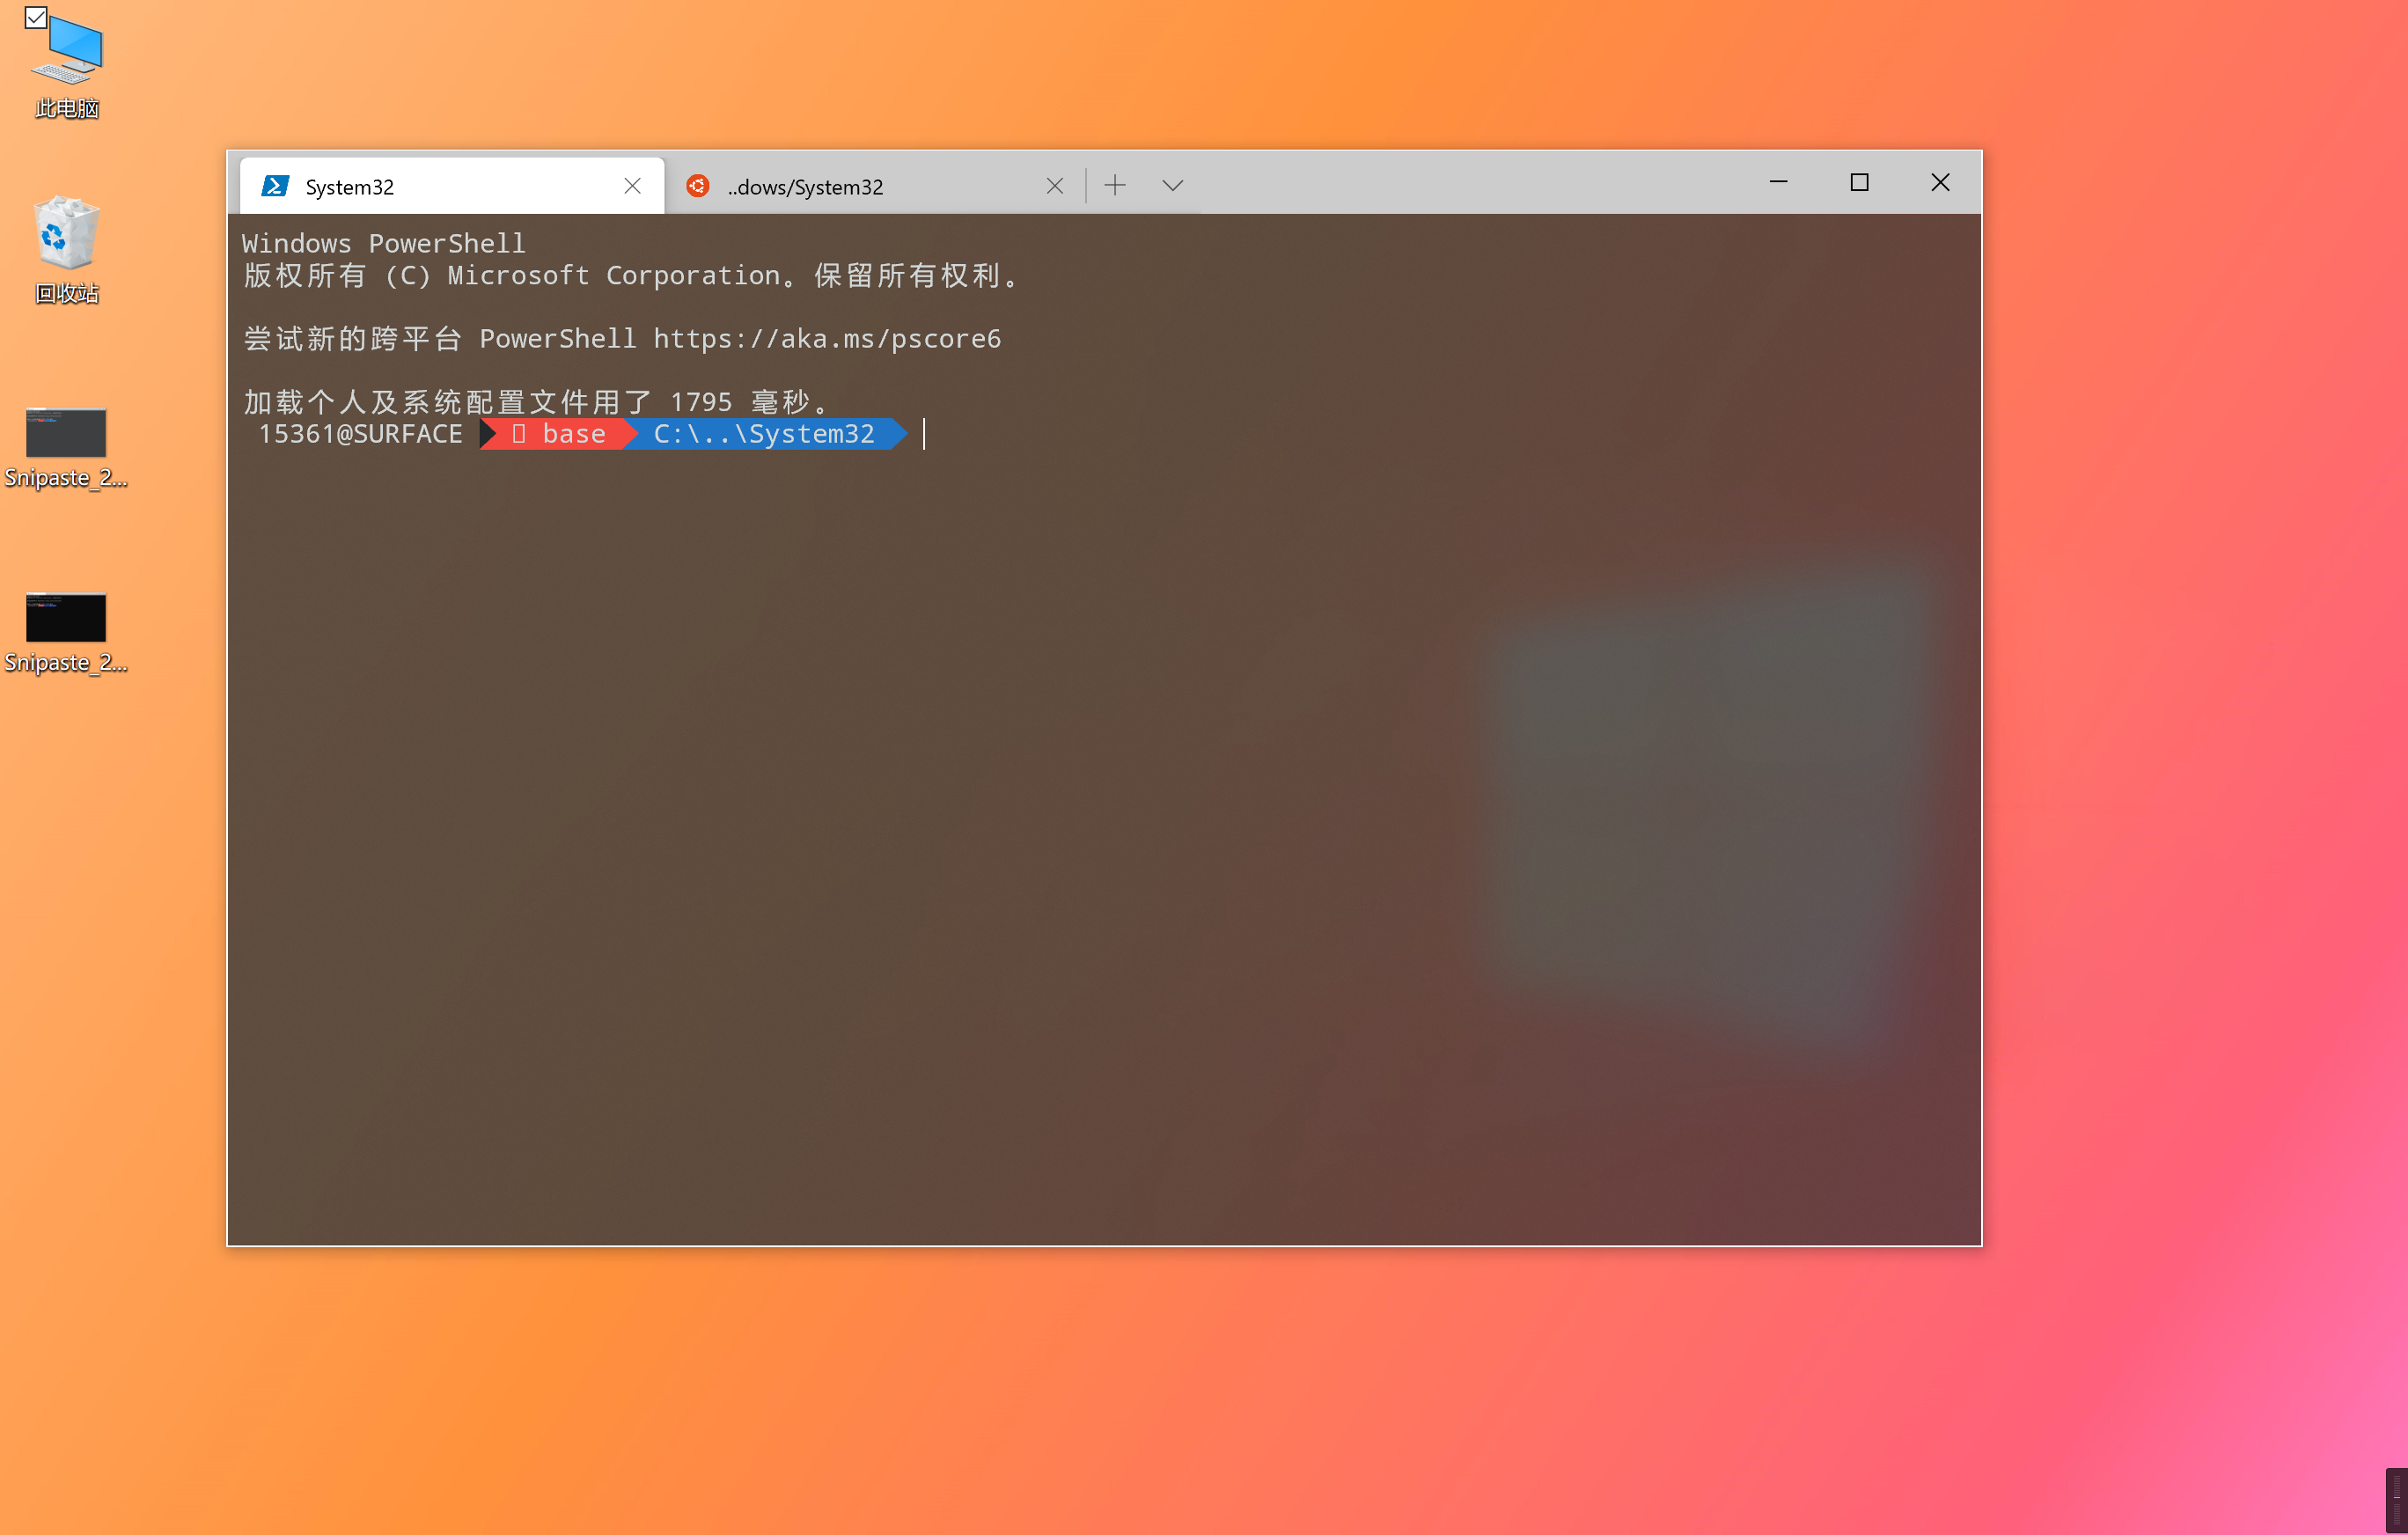 此电脑
回收站
Snipaste_2...
Snipaste_2...
System32
..dows/System32
Windows PowerShell
版权所有 (C) Microsoft Corporation。保留所有权利。
尝试新的跨平台 PowerShell https://aka.ms/pscore6
加载个人及系统配置文件用了 1795 毫秒。
15361@SURFACE base C:\..\System32